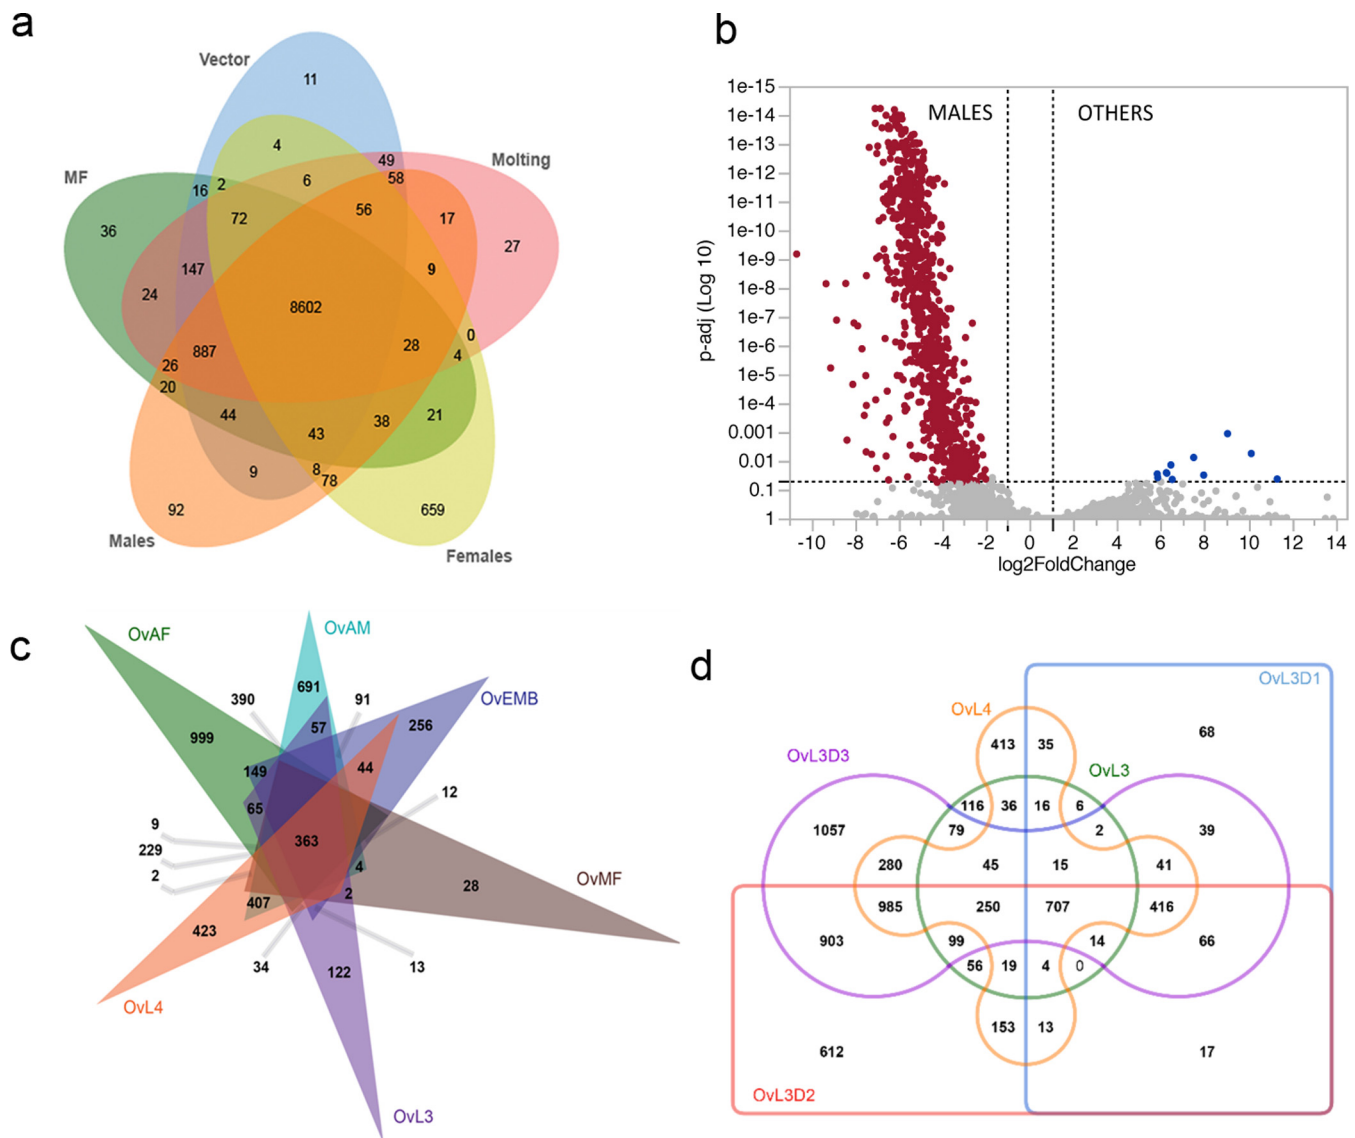 a
Vector
11
Molting
4
49
MF
16
2
6
58
72
56
17
36
27
147
9
24
8602
0
28
4
887
26
20
44
38
21
43
9
8
78
92
659
Males
Females
b
1e-15
MALES
OTHERS
1e-14
1e-13
1e-12
1e-11
1e-10
1e-9
1e-8
1e-7
1e-6
1e-5
1e-4
0.001
0.01
0.1
1
p-adj (Log 10)
-10 -8 -6 -4 -2 0 2 4 6 8 10 12 14
log2FoldChange
c
OvAF
OvAM
OvEMB
390
691
91
999
57
256
149
44
65
12
9
229
363
2
4
OvMF
407
2
28
423
34
122
13
OvL4
OvL3
d
OvL3D1
OvL4
68
OvL3D3
413 35
OvL3
116 36 16 6
1057 79 2 39
280 45 15 41
985 250 707 416
903 99 14 66
56 19 4 0
153 13
612 17
OvL3D2